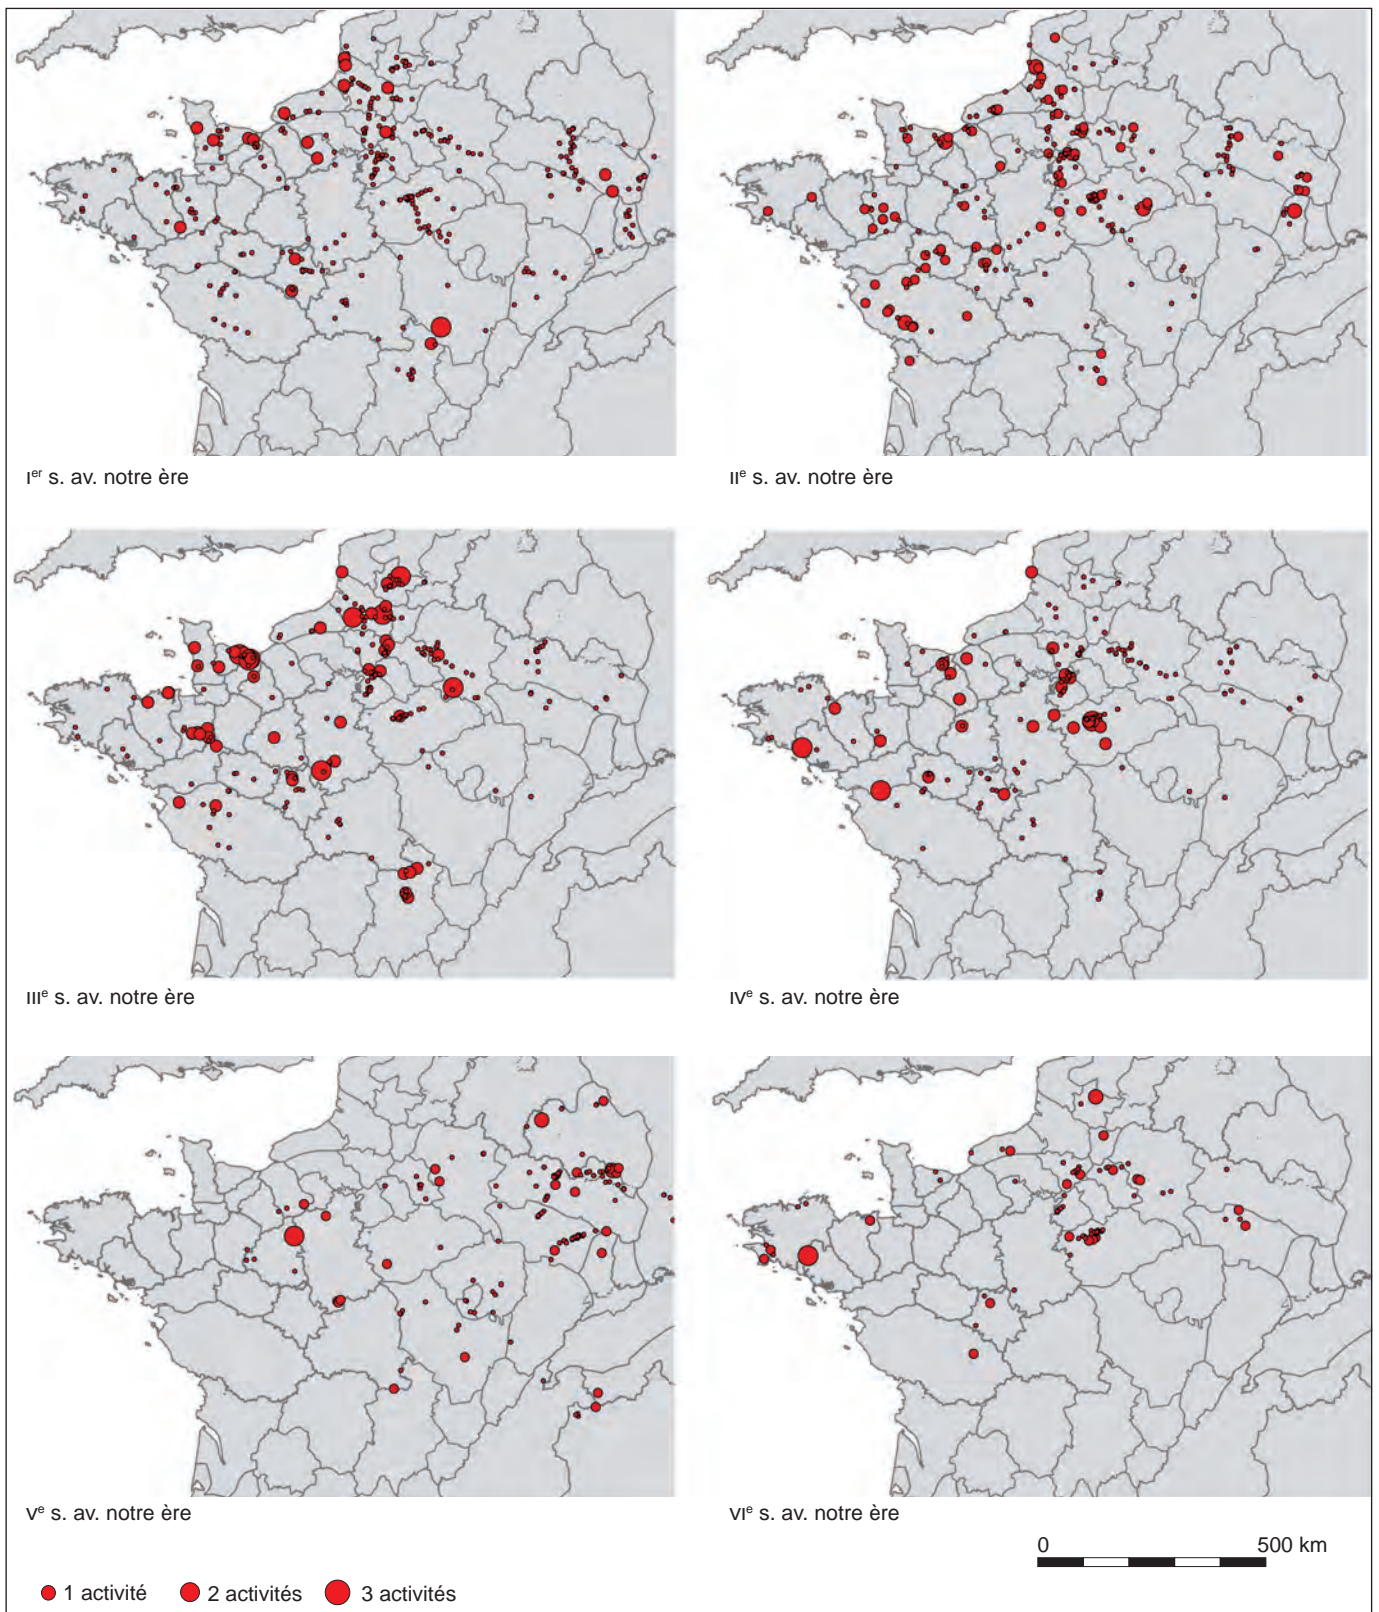 Ier s. av. notre ère
IIe s. av. notre ère
IIIe s. av. notre ère
IVe s. av. notre ère
Ve s. av. notre ère
VIe s. av. notre ère
0 500 km
1 activité 2 activités 3 activités